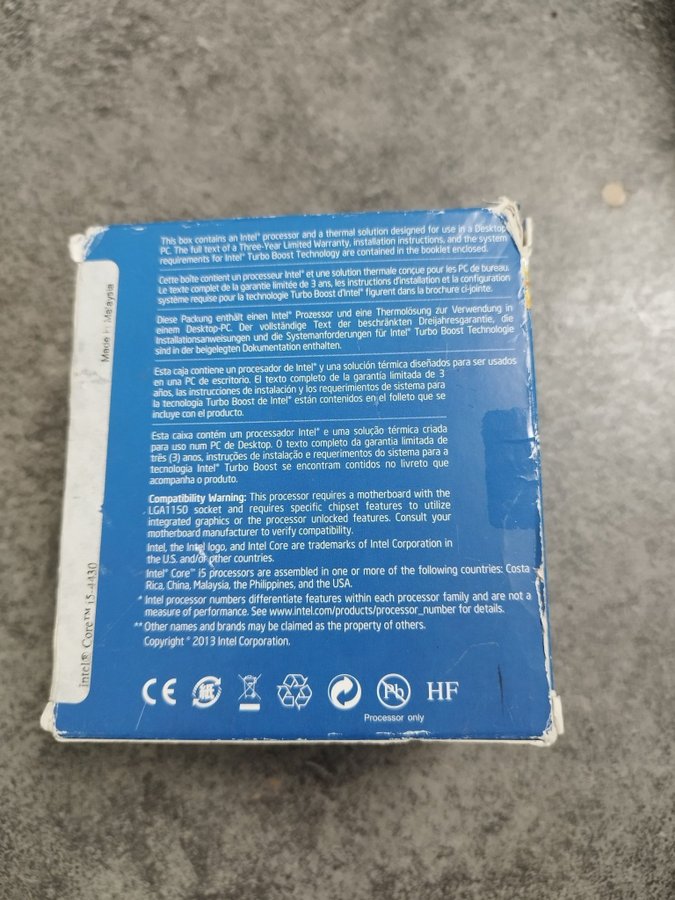 This box contains an Intel® processor and a thermal solution designed for use in a Desktop
PC. The full text of a Three-Year Limited Warranty, installation instructions, and the system
requirements for Intel® Turbo Boost Technology are contained in the booklet enclosed.
Cette boîte contient un processeur Intel® et une solution thermale conçue pour les PC de bureau.
Le texte complet de la garantie limitée de 3 ans, les instructions d'installation et la configuration
système requise pour la technologie Turbo Boost d'Intel® figurent dans la brochure ci-jointe.
Diese Packung enthält einen Intel® Prozessor und eine Thermolösung zur Verwendung in
einem Desktop-PC. Der vollständige Text der beschränkten Dreijahresgarantie, die
Installationsanweisungen und die Systemanforderungen für Intel® Turbo Boost Technologie
sind in der beigelegten Dokumentation enthalten.
Esta caja contiene un procesador de Intel® y una solución térmica diseñados para ser usados
en una PC de escritorio. El texto completo de la garantía limitada de 3
años, las instrucciones de instalación y los requerimientos de sistema para
la tecnología Turbo Boost de Intel® están contenidos en el folleto que se
incluye con el producto.
Esta caixa contém um processador Intel® e uma solução térmica criada
para uso num PC de Desktop. O texto completo da garantia limitada de
três (3) anos, instruções de instalação e requerimentos do sistema para a
tecnologia Intel® Turbo Boost se encontram contidos no livreto que
acompanha o produto.
Compatibility Warning: This processor requires a motherboard with the
LGA1150 socket and requires specific chipset features to utilize
integrated graphics or the processor unlocked features. Consult your
motherboard manufacturer to verify compatibility.
Intel, the Intel logo, and Intel Core are trademarks of Intel Corporation in
the U.S. and/or other countries.
Intel® Core™ i5 processors are assembled in one or more of the following countries: Costa
Rica, China, Malaysia, the Philippines, and the USA.
* Intel processor numbers differentiate features within each processor family and are not a
measure of performance. See www.intel.com/products/processor_number for details.
** Other names and brands may be claimed as the property of others.
Copyright © 2013 Intel Corporation.
CE
Pb
HF
Processor only
Made in Malaysia
Intel® Core™ i5-4430